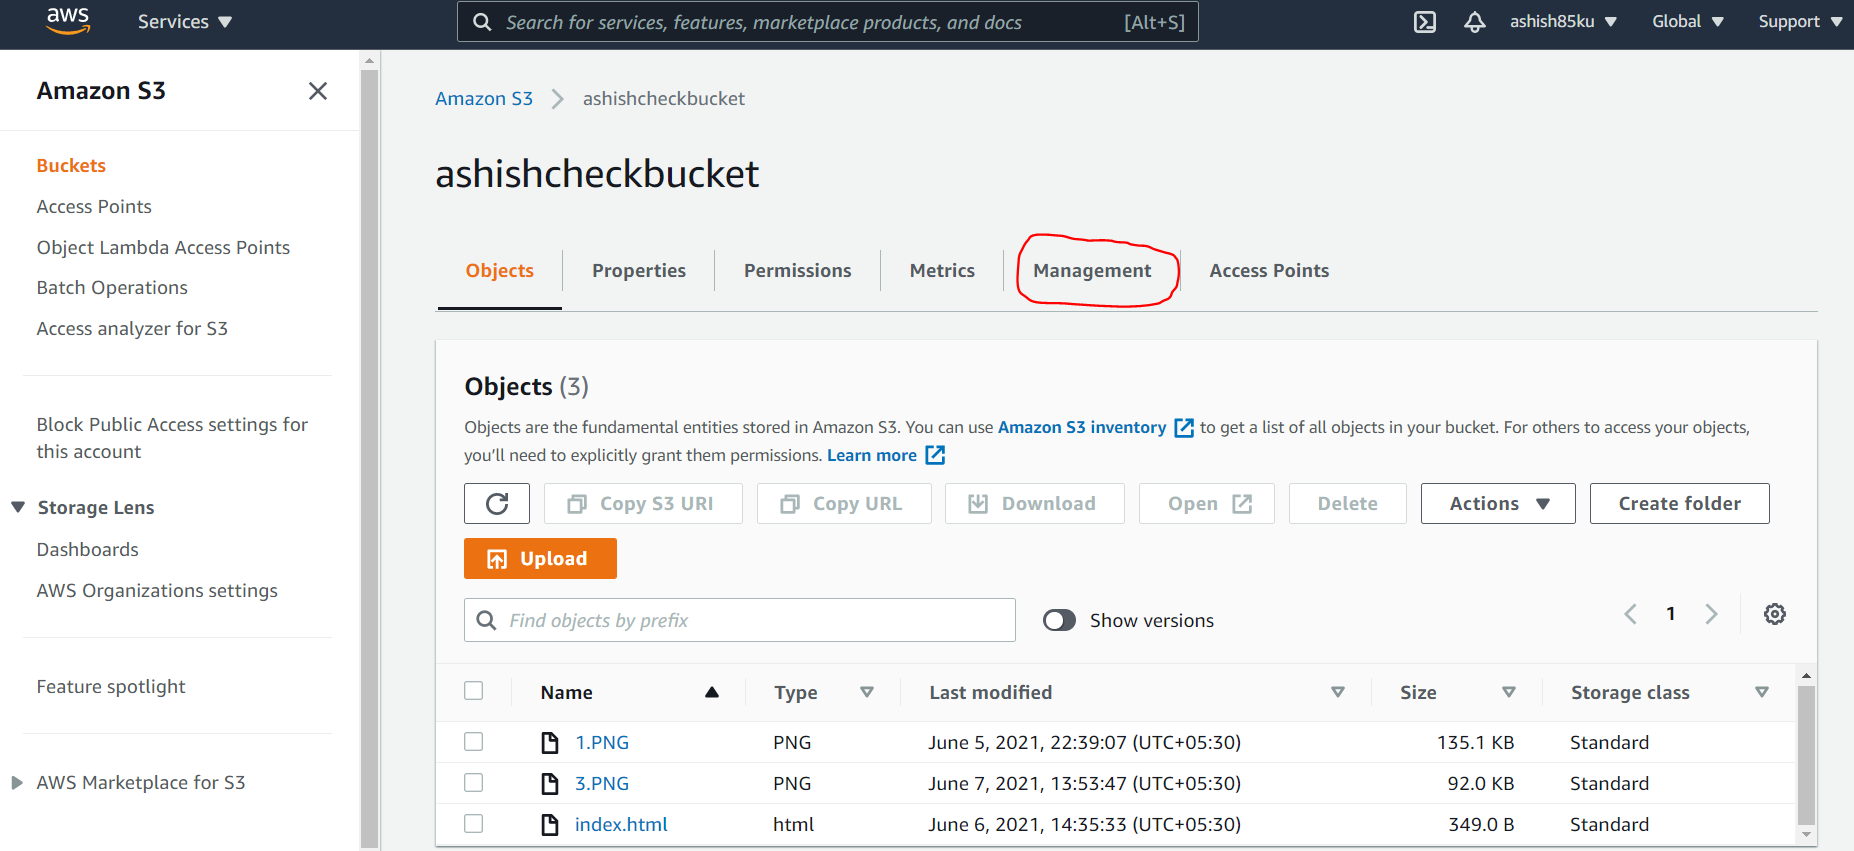 aws Services Search for services, features, marketplace products, and docs [Alt+S] ashish85ku Global Support
Amazon S3
Buckets
Access Points
Object Lambda Access Points
Batch Operations
Access analyzer for S3
Block Public Access settings for
this account
Storage Lens
Dashboards
AWS Organizations settings
Feature spotlight
AWS Marketplace for S3
Amazon S3 ashishcheckbucket
ashishcheckbucket
Objects Properties Permissions Metrics Management Access Points
Objects (3)
Objects are the fundamental entities stored in Amazon S3. You can use Amazon S3 inventory to get a list of all objects in your bucket. For others to access your objects,
you'll need to explicitly grant them permissions. Learn more
Copy S3 URI Copy URL Download Open Delete Actions Create folder
Upload
Find objects by prefix Show versions 1
Name Type Last modified Size Storage class
1.PNG PNG June 5, 2021, 22:39:07 (UTC+05:30) 135.1 KB Standard
3.PNG PNG June 7, 2021, 13:53:47 (UTC+05:30) 92.0 KB Standard
index.html html June 6, 2021, 14:35:33 (UTC+05:30) 349.0 B Standard